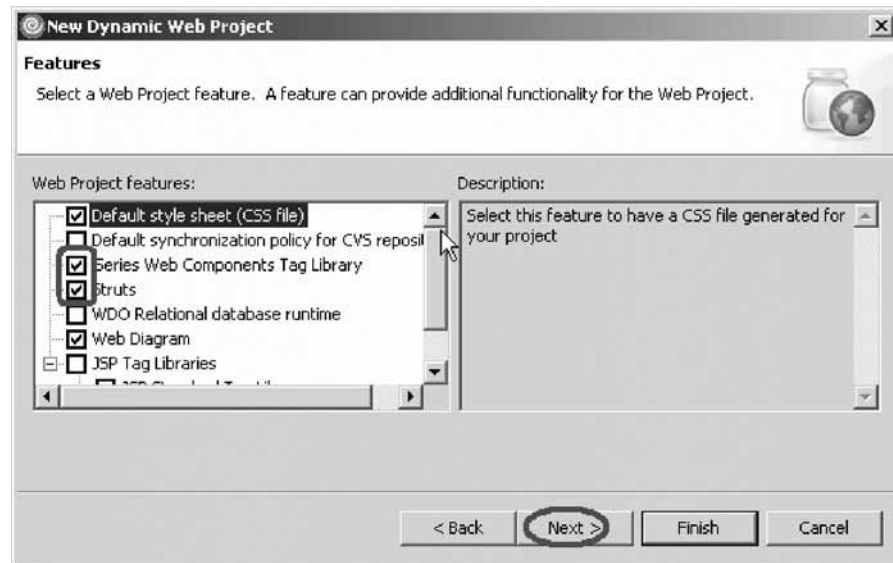 New Dynamic Web Project
Features
Select a Web Project feature. A feature can provide additional functionality for the Web Project.
Web Project features:
Default style sheet (CSS file)
Default synchronization policy for CVS reposit
Series Web Components Tag Library
Struts
WDO Relational database runtime
Web Diagram
JSP Tag Libraries
Description:
Select this feature to have a CSS file generated for
your project
< Back
Next >
Finish
Cancel